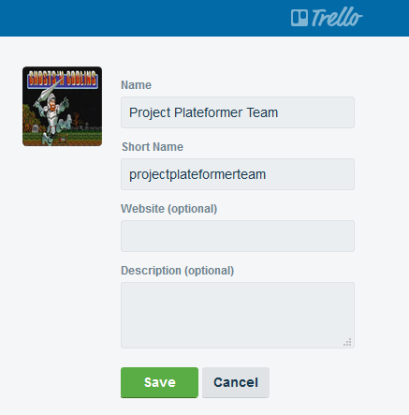 Trello
GHOSTS'N GOBLINS
Name
Project Plateformer Team
Short Name
projectplateformerteam
Website (optional)
Description (optional)
Save
Cancel